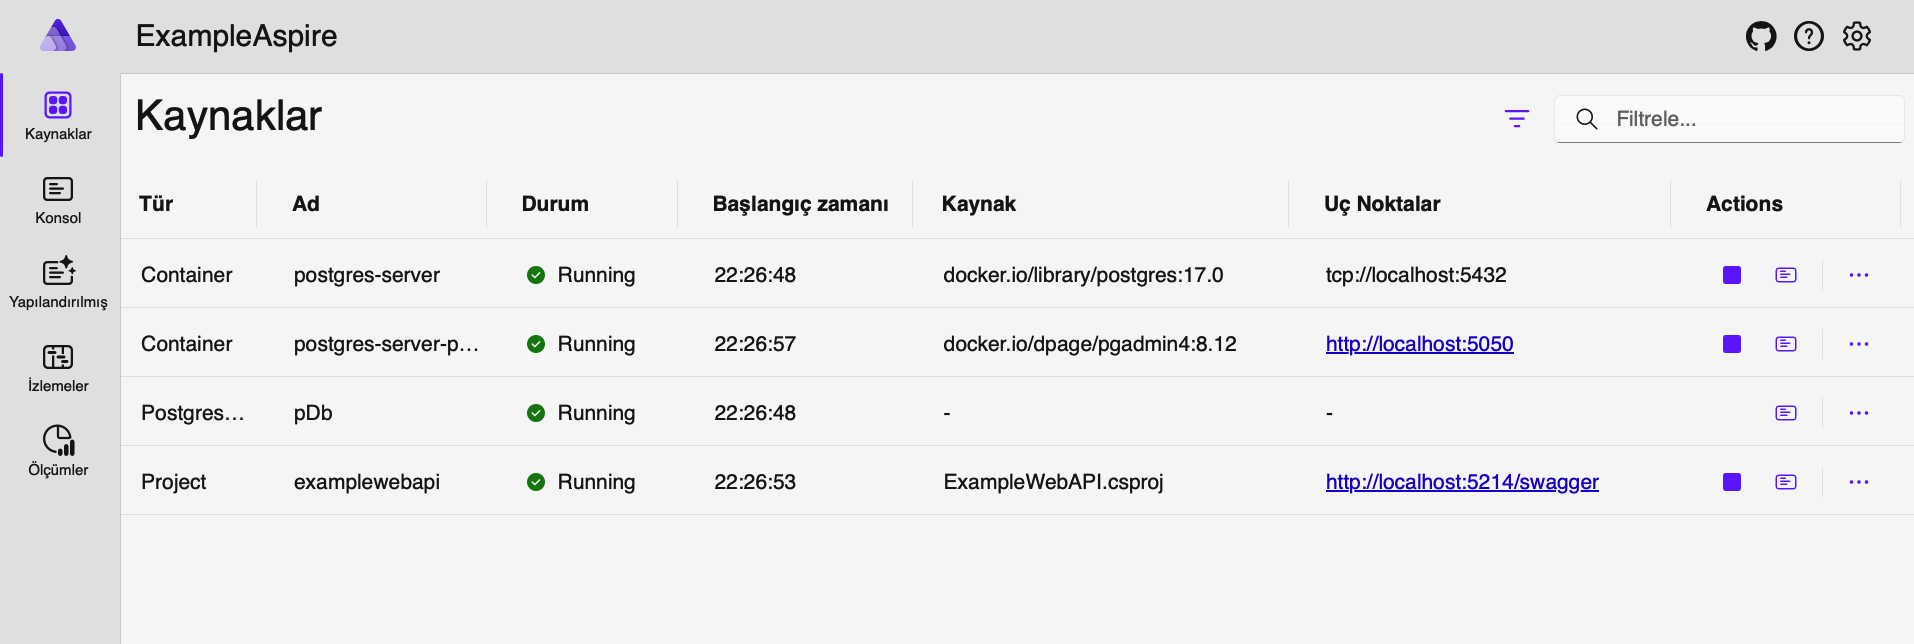 ExampleAspire
Kaynaklar
Konsol
Yapılandırılmış
İzlemeler
Ölçümler
Kaynaklar
Filtrele...
Tür Ad Durum Başlangıç zamanı Kaynak Uç Noktalar Actions
Container postgres-server Running 22:26:48 docker.io/library/postgres:17.0 tcp://localhost:5432
Container postgres-server-p... Running 22:26:57 docker.io/dpage/pgadmin4:8.12 http://localhost:5050
Postgres... pDb Running 22:26:48 - -
Project examplewebapi Running 22:26:53 ExampleWebAPI.csproj http://localhost:5214/swagger